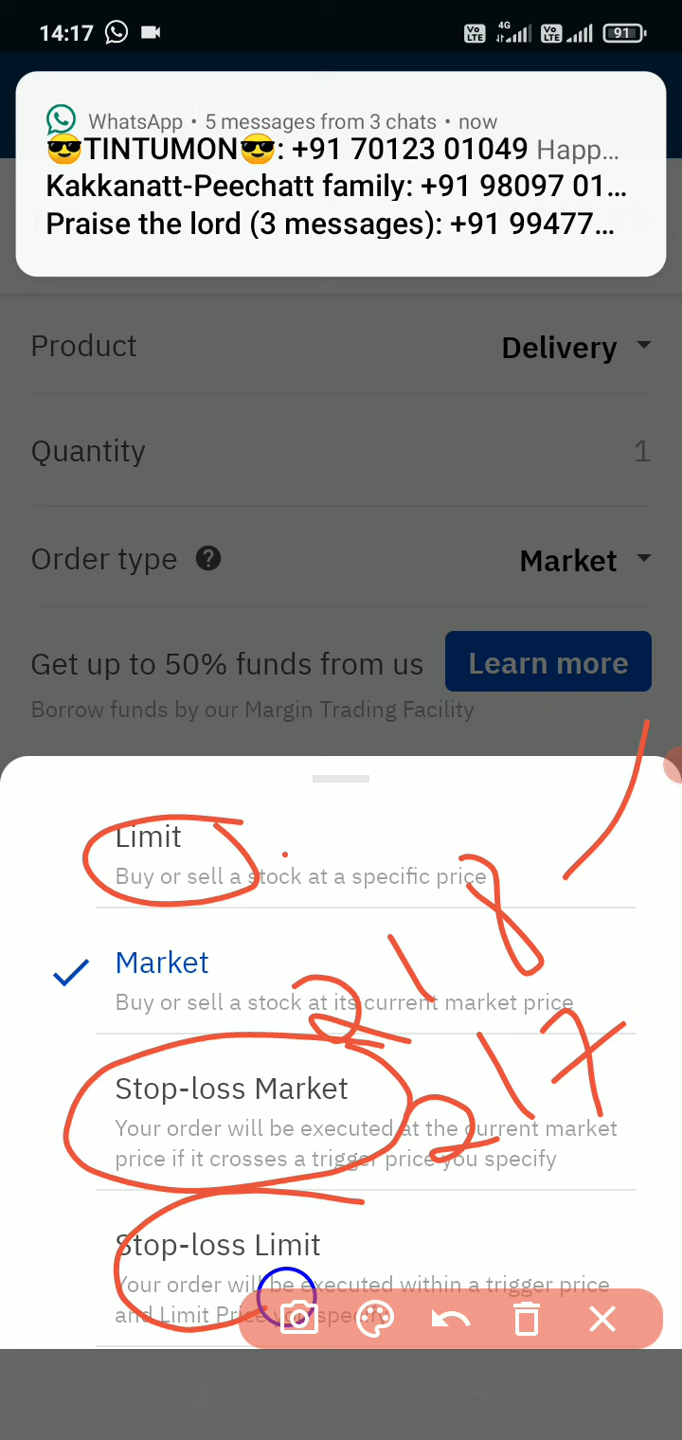 14:17 Vo LTE 4G Vo LTE 91
WhatsApp • 5 messages from 3 chats • now
😎TINTUMON😎: +91 70123 01049 Happ...
Kakkanatt-Peechatt family: +91 98097 01...
Praise the lord (3 messages): +91 99477...
Product Delivery
Quantity 1
Order type ? Market
Get up to 50% funds from us Learn more
Borrow funds by our Margin Trading Facility
Limit
Buy or sell a stock at a specific price
218
Market
Buy or sell a stock at its current market price
217
Stop-loss Market
Your order will be executed at the current market
price if it crosses a trigger price you specify
Stop-loss Limit
Your order will be executed within a trigger price
and Limit Price you specify